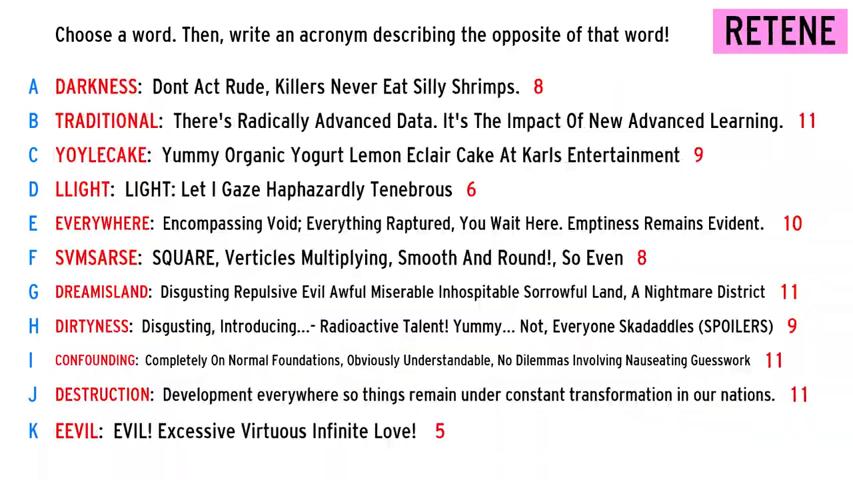 Choose a word. Then, write an acronym describing the opposite of that word!
RETENE
A DARKNESS: Dont Act Rude, Killers Never Eat Silly Shrimps. 8
B TRADITIONAL: There's Radically Advanced Data. It's The Impact Of New Advanced Learning. 11
C YOYLECAKE: Yummy Organic Yogurt Lemon Eclair Cake At Karls Entertainment 9
D LLIGHT: LIGHT: Let I Gaze Haphazardly Tenebrous 6
E EVERYWHERE: Encompassing Void; Everything Raptured, You Wait Here. Emptiness Remains Evident. 10
F SVMSARSE: SQUARE, Verticles Multiplying, Smooth And Round!, So Even 8
G DREAMISLAND: Disgusting Repulsive Evil Awful Miserable Inhospitable Sorrowful Land, A Nightmare District 11
H DIRTYNESS: Disgusting, Introducing...- Radioactive Talent! Yummy... Not, Everyone Skadaddles (SPOILERS) 9
I CONFOUNDING: Completely On Normal Foundations, Obviously Understandable, No Dilemmas Involving Nauseating Guesswork 11
J DESTRUCTION: Development everywhere so things remain under constant transformation in our nations. 11
K EEVIL: EVIL! Excessive Virtuous Infinite Love! 5